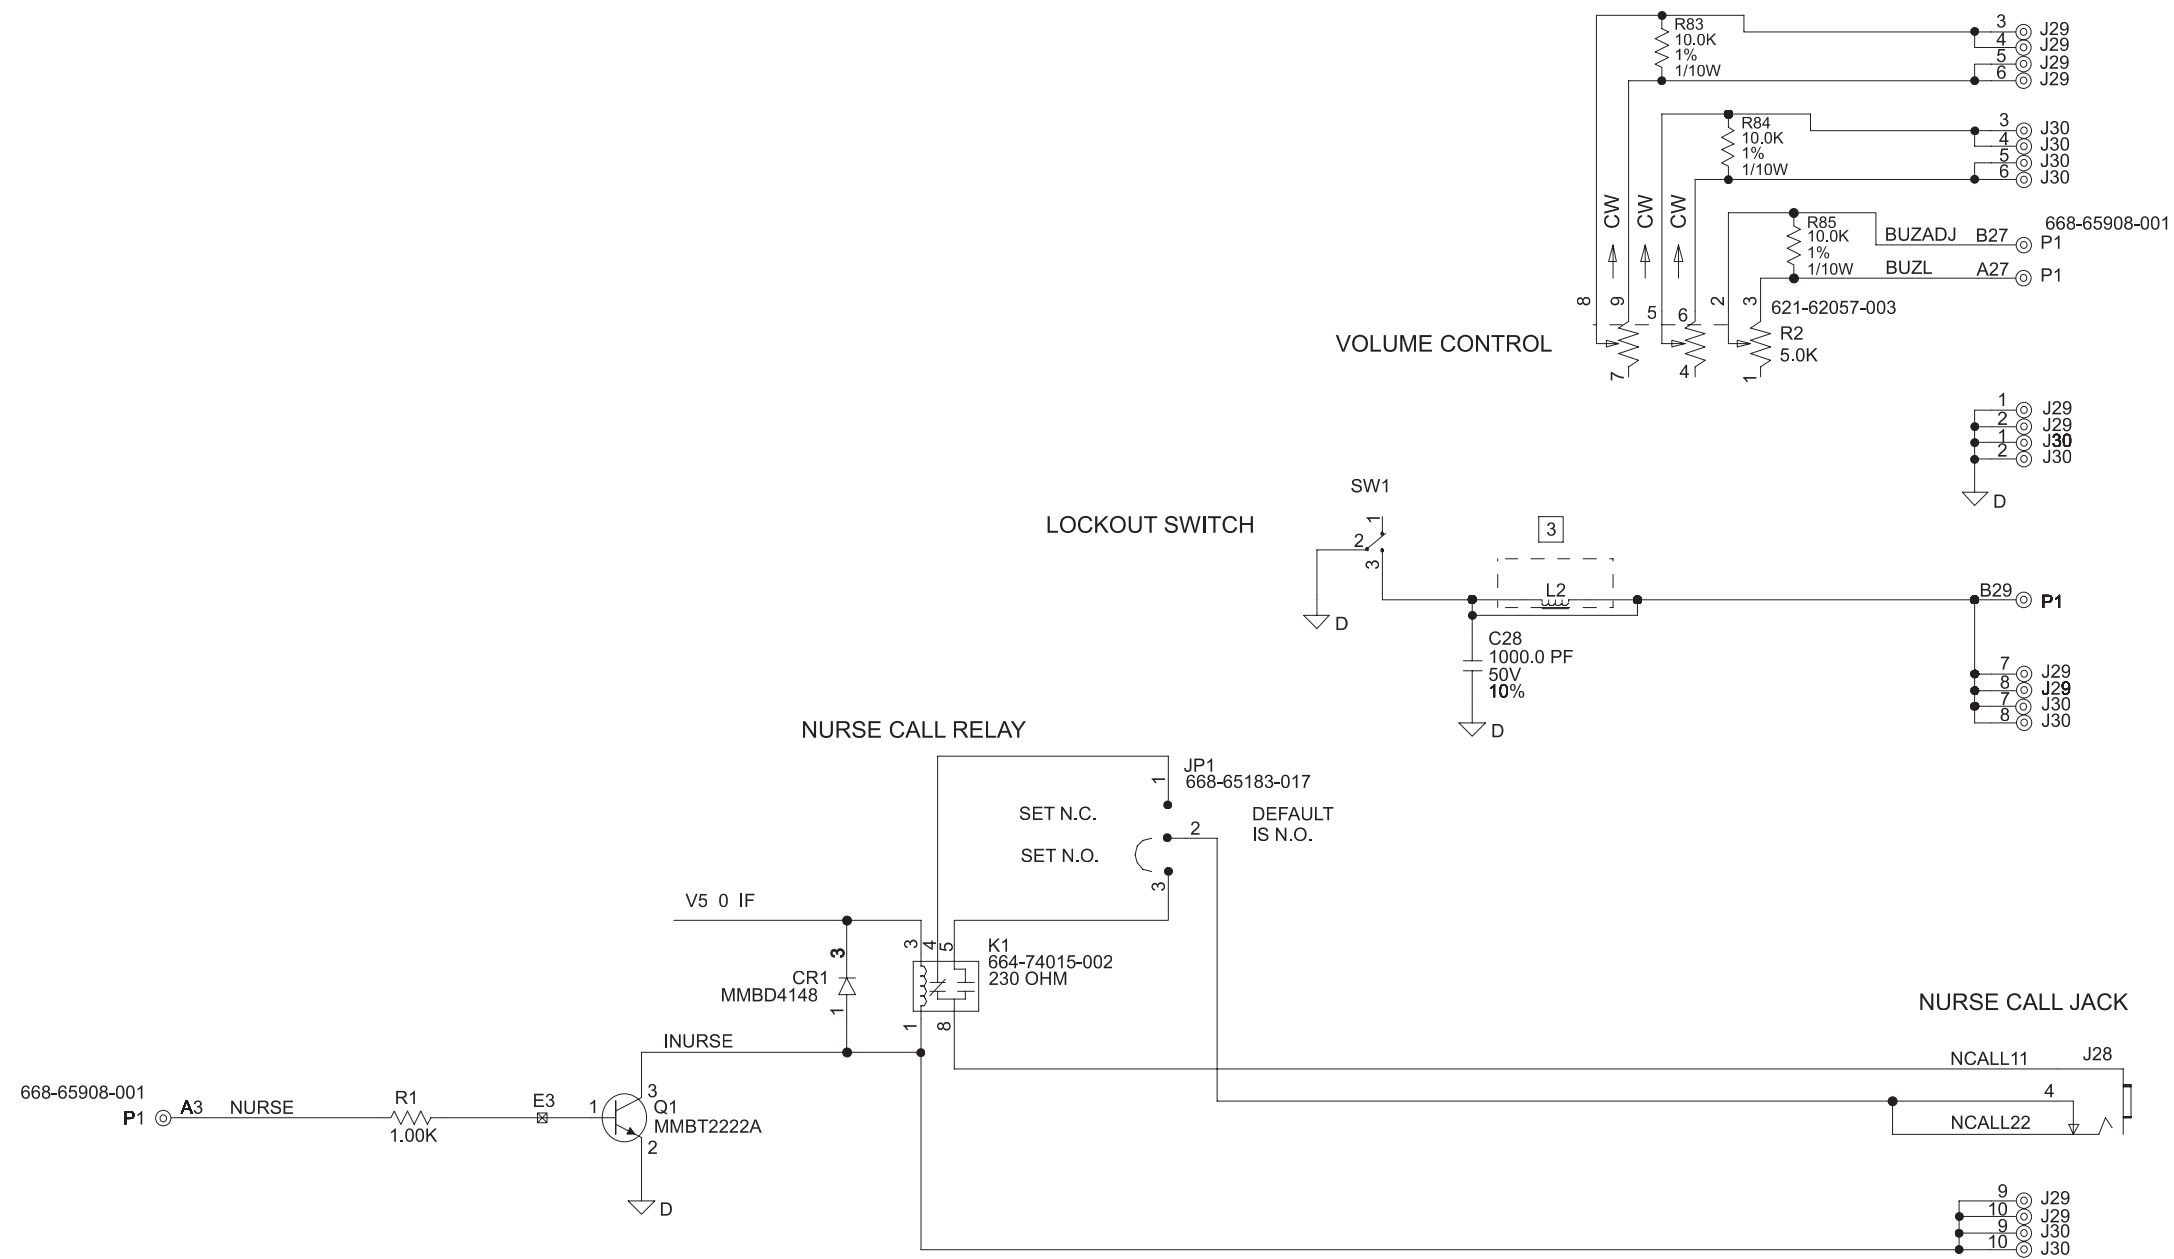 R83
10.0K
1%
1/10W
3 J29
4 J29
5 J29
6 J29
R84
10.0K
1%
1/10W
3 J30
4 J30
5 J30
6 J30
CW CW CW
R85
10.0K
1%
1/10W
668-65908-001
BUZADJ B27 P1
BUZL A27 P1
8 9 5 6 2 3
621-62057-003
R2
5.0K
VOLUME CONTROL
7 4 1
1 J29
2 J29
1 J30
2 J30
D
SW1
LOCKOUT SWITCH
1
2
3
3
L2
D
B29 P1
C28
1000.0 PF
50V
10%
D
7 J29
8 J29
7 J30
8 J30
NURSE CALL RELAY
JP1
668-65183-017
1
SET N.C.
DEFAULT
IS N.O.
2
SET N.O.
3
V5 0 IF
3
CR1
MMBD4148
1
3 4 5
K1
664-74015-002
230 OHM
1 8
INURSE
NURSE CALL JACK
NCALL11
J28
4
NCALL22
668-65908-001
P1 A3 NURSE
R1
1.00K
E3
1
3
Q1
MMBT2222A
2
D
9 J29
10 J29
9 J30
10 J30